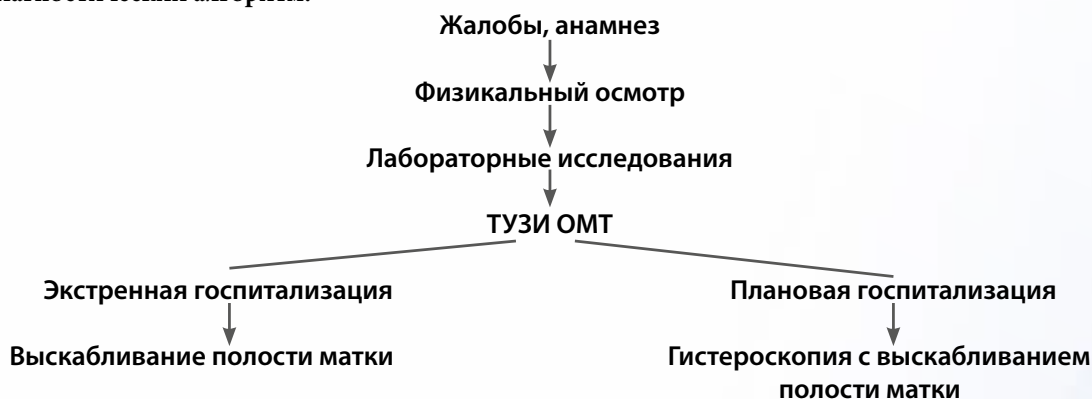 Жалобы, анамнез
Физикальный осмотр
Лабораторные исследования
ТУЗИ ОМТ
Экстренная госпитализация
Плановая госпитализация
Выскабливание полости матки
Гистероскопия с выскабливанием
полости матки